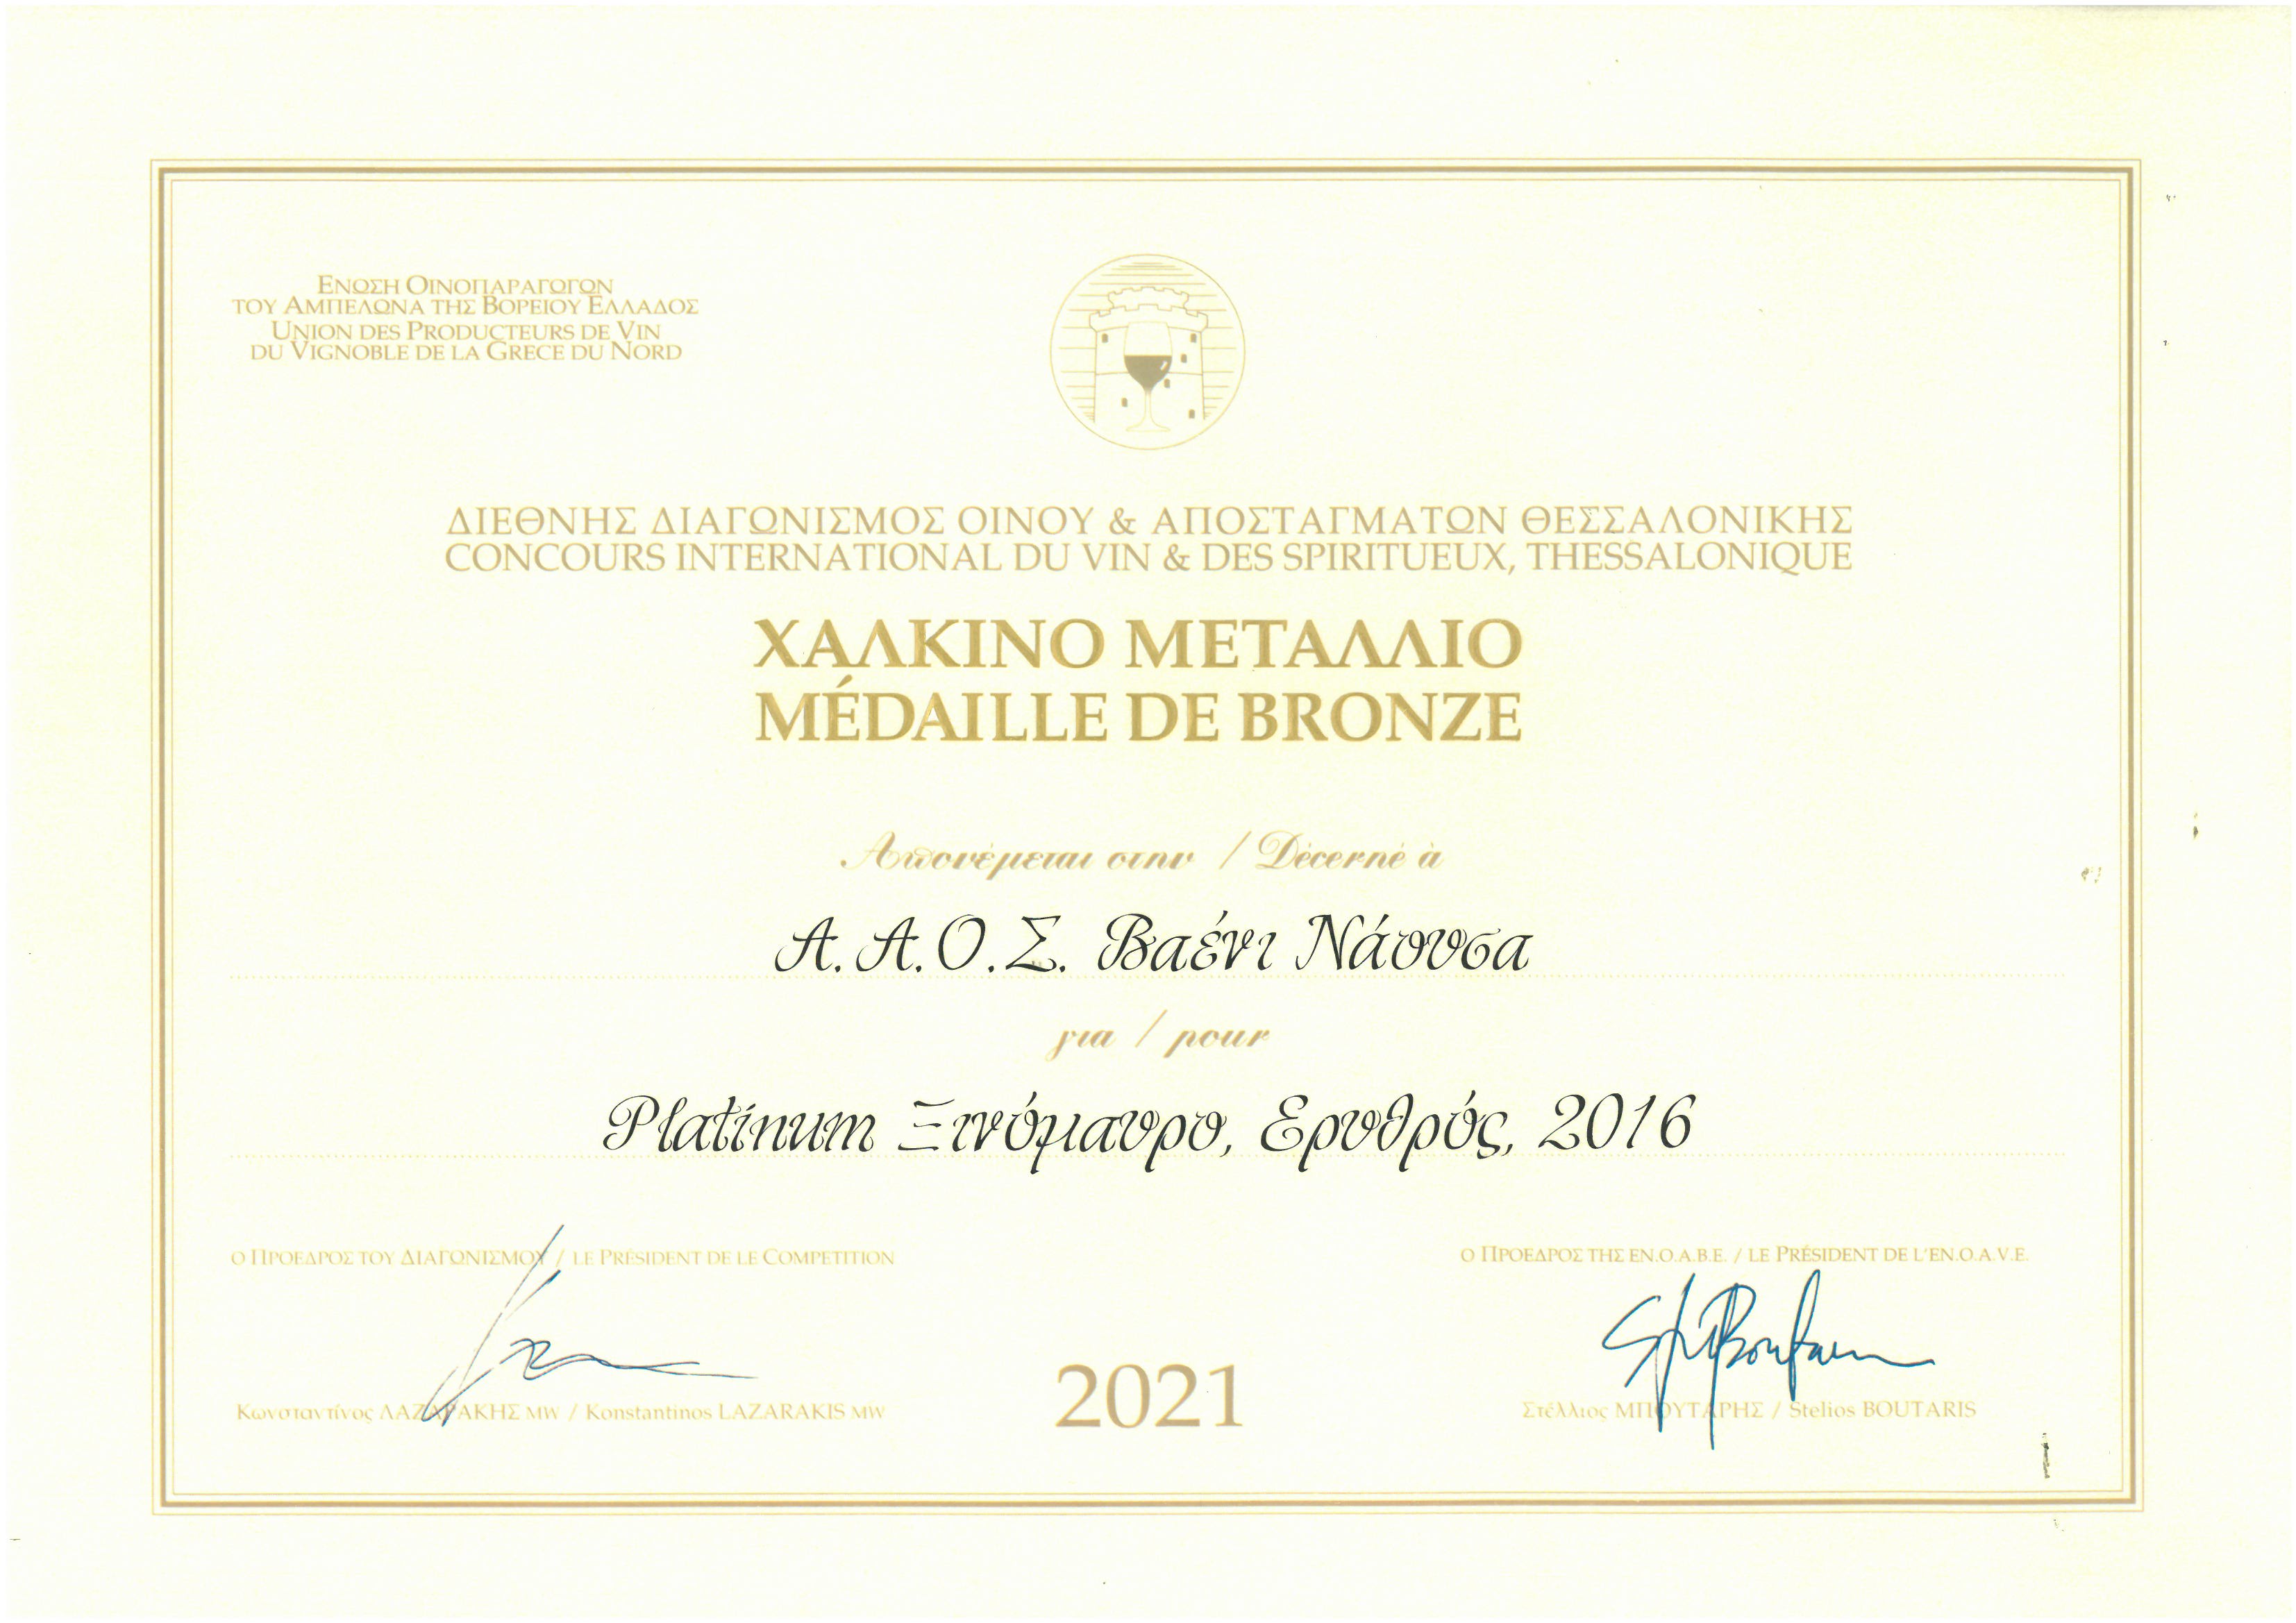 ΕΝΩΣΗ ΟΙΝΟΠΑΡΑΓΩΓΩΝ
ΤΟΥ ΑΜΠΕΛΩΝΑ ΤΗΣ ΒΟΡΕΙΟΥ ΕΛΛΑΔΟΣ
UNION DES PRODUCTEURS DE VIN
DU VIGNOBLE DE LA GRECE DU NORD
ΔΙΕΘΝΗΣ ΔΙΑΓΩΝΙΣΜΟΣ ΟΙΝΟΥ & ΑΠΟΣΤΑΓΜΑΤΩΝ ΘΕΣΣΑΛΟΝΙΚΗΣ
CONCOURS INTERNATIONAL DU VIN & DES SPIRITUEUX, THESSALONIQUE
ΧΑΛΚΙΝΟ ΜΕΤΑΛΛΙΟ
MÉDAILLE DE BRONZE
Απονέμεται στην / Décerné à
Α.Α.Ο.Σ. Βαένι Νάουσα
για / pour
Platinum Ξινόμαυρο, Ερυθρός, 2016
Ο ΠΡΟΕΔΡΟΣ ΤΟΥ ΔΙΑΓΩΝΙΣΜΟΥ / LE PRÉSIDENT DE LE COMPETITION
Κωνσταντίνος ΛΑΖΑΡΑΚΗΣ MW / Konstantinos LAZARAKIS MW
2021
Ο ΠΡΟΕΔΡΟΣ ΤΗΣ ΕΝ.Ο.Α.Β.Ε. / LE PRÉSIDENT DE L'EN.O.A.V.E.
Στέλλιος ΜΠΟΥΤΑΡΗΣ / Stelios BOUTARIS